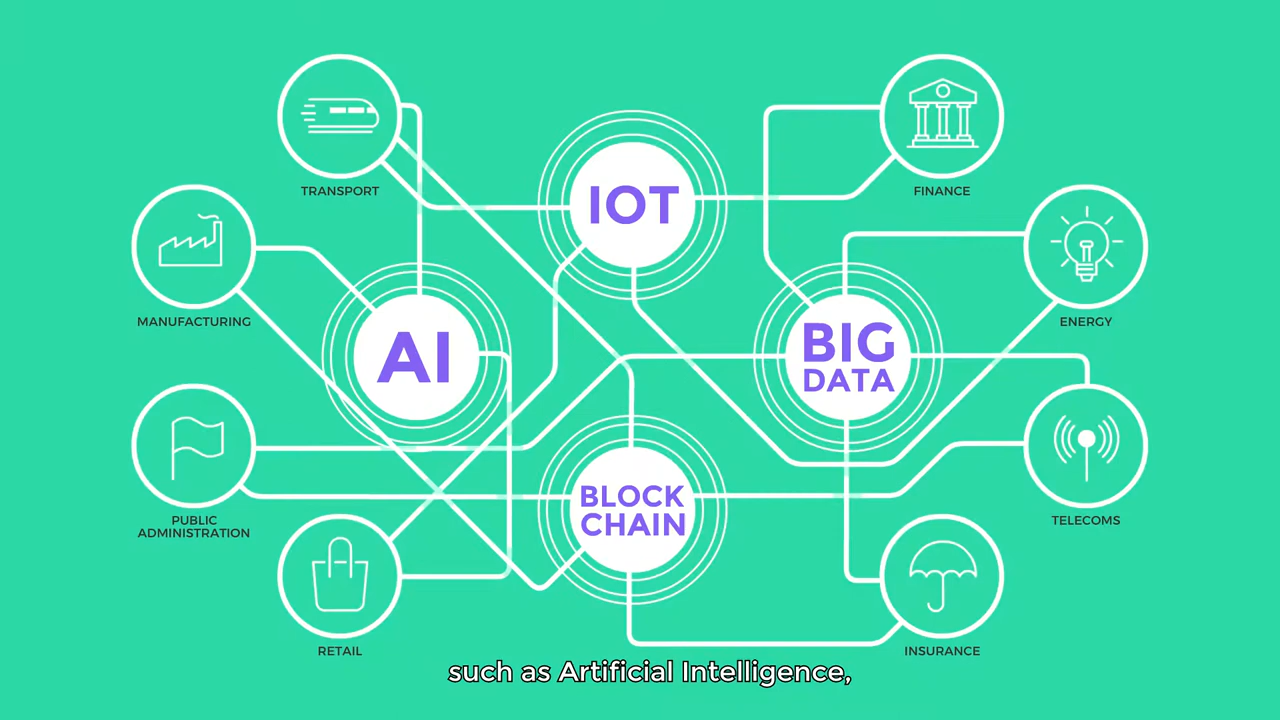 TRANSPORT
IOT
FINANCE
MANUFACTURING
AI
BIG
DATA
ENERGY
PUBLIC
ADMINISTRATION
BLOCK
CHAIN
TELECOMS
RETAIL
INSURANCE
such as Artificial Intelligence,